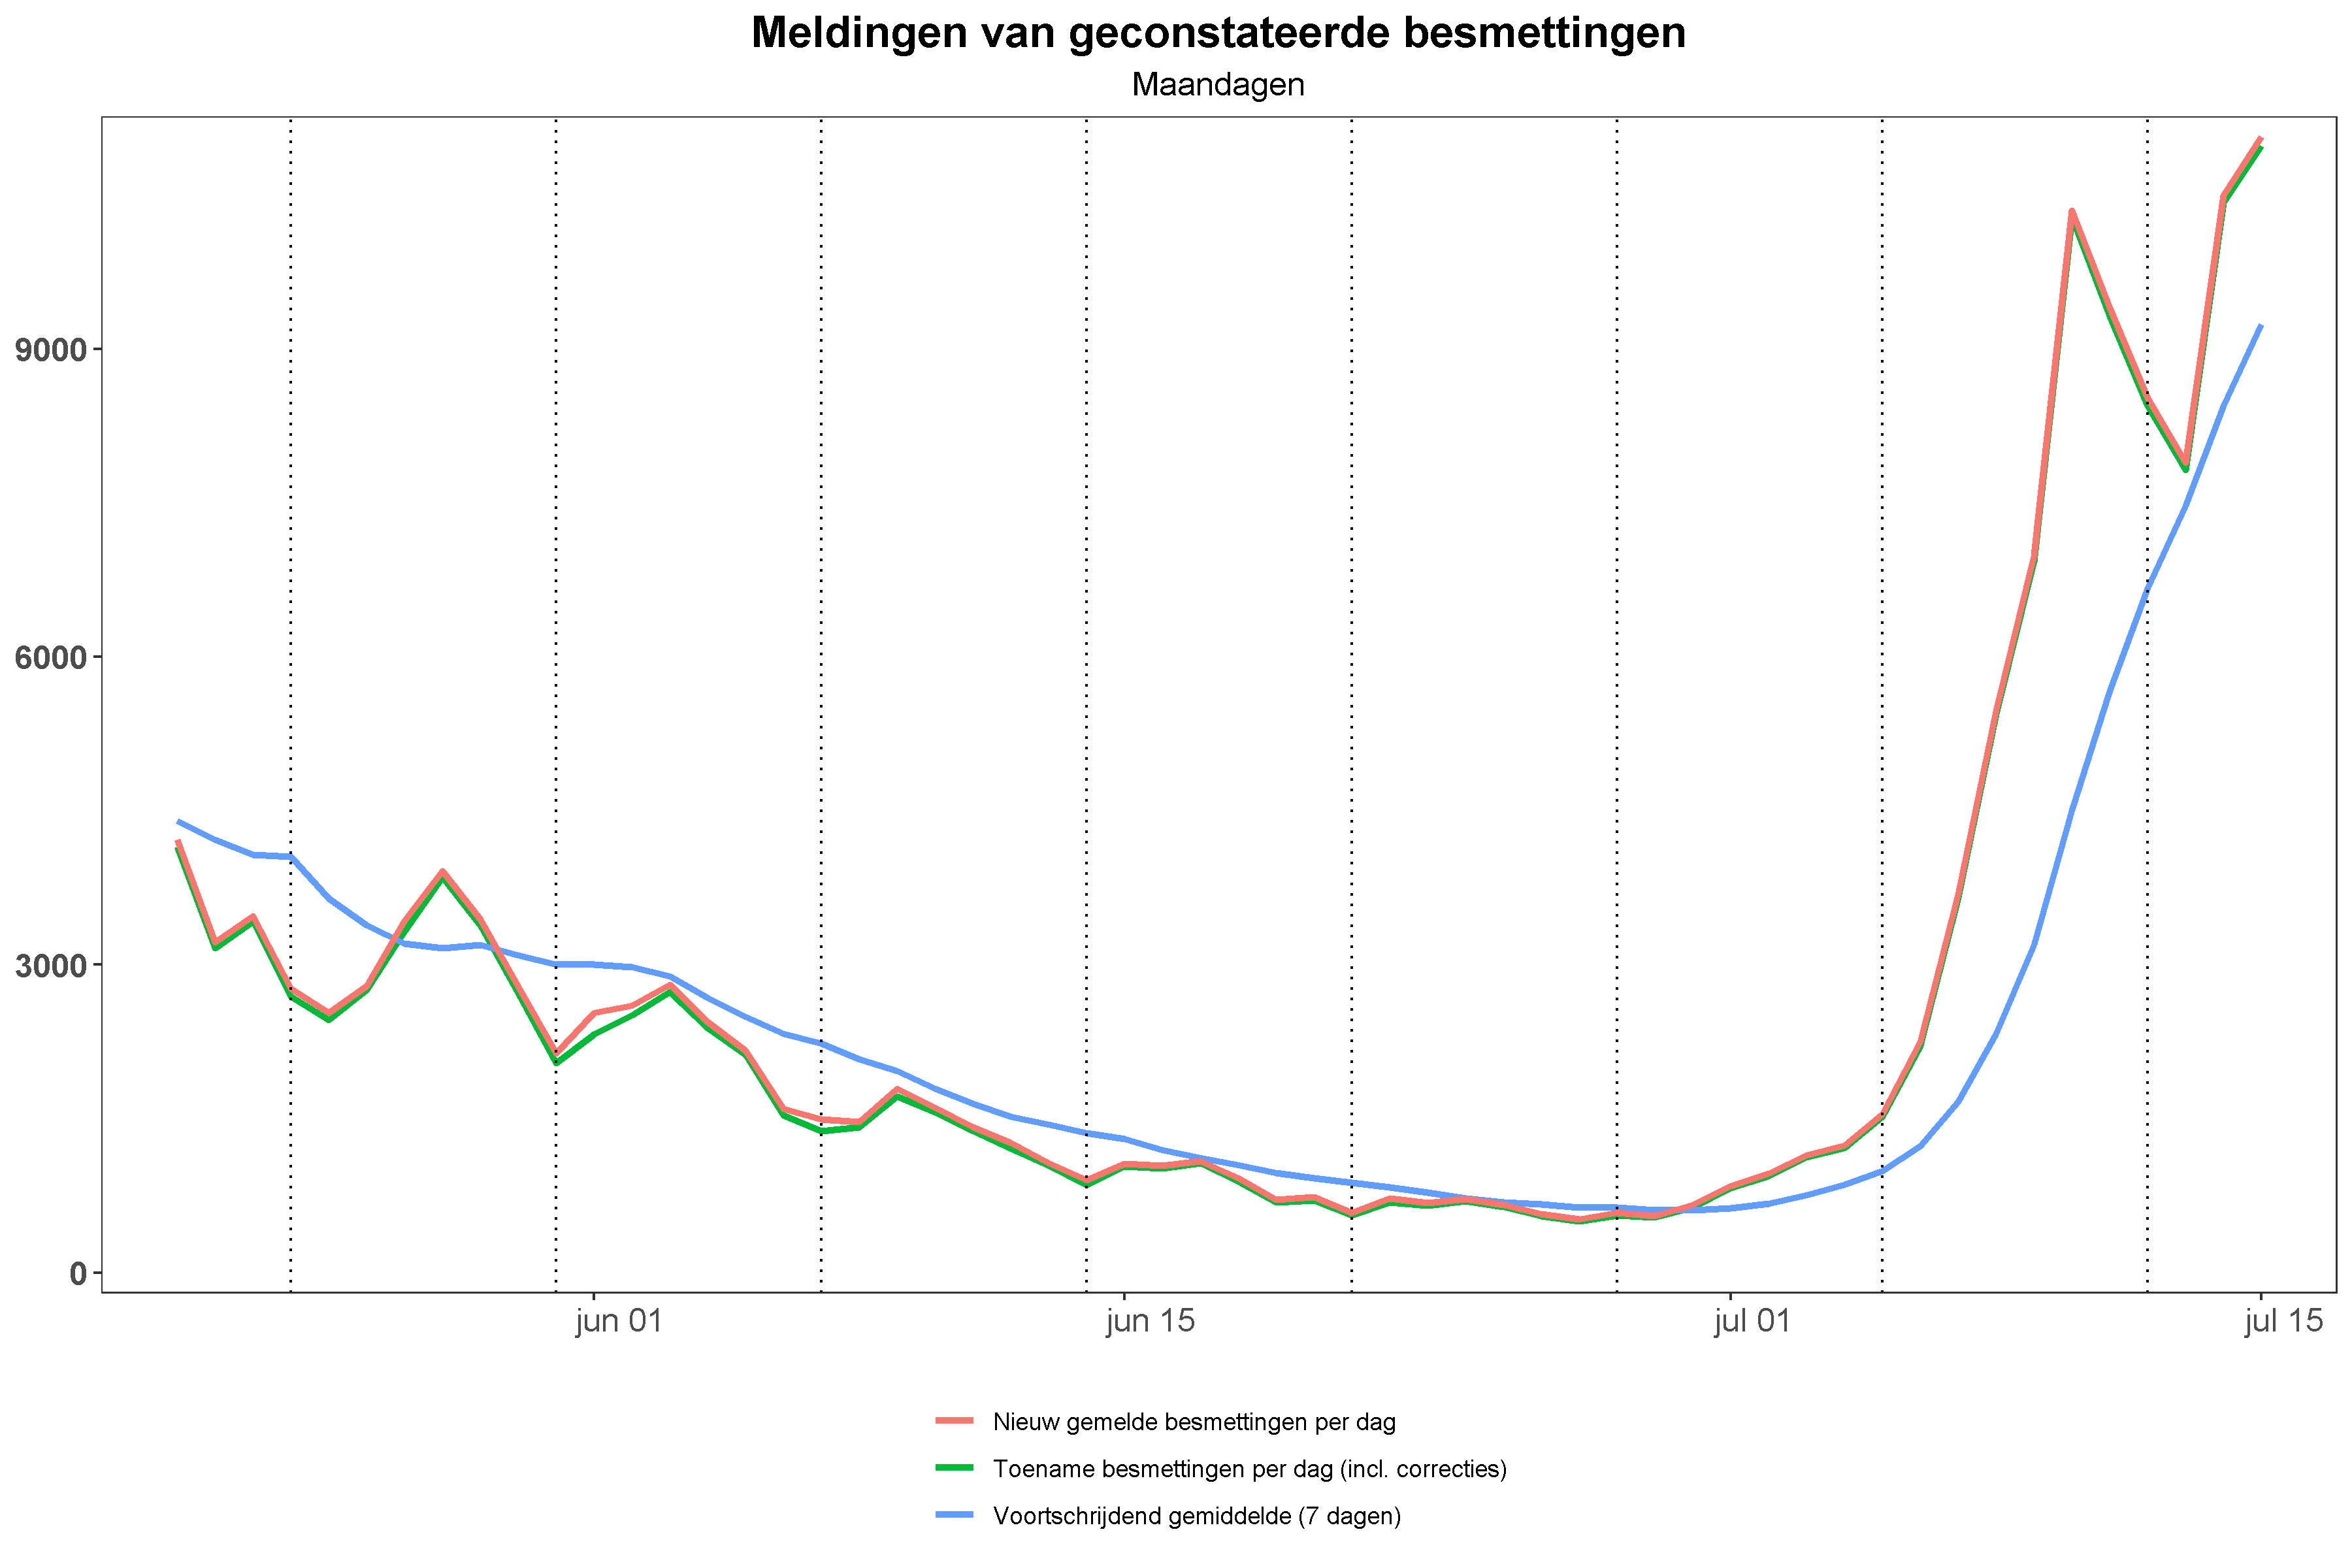 Meldingen van geconstateerde besmettingen
Maandagen
9000
6000
3000
0
jun 01
jun 15
jul 01
jul 15
Nieuw gemelde besmettingen per dag
Toename besmettingen per dag (incl. correcties)
Voortschrijdend gemiddelde (7 dagen)